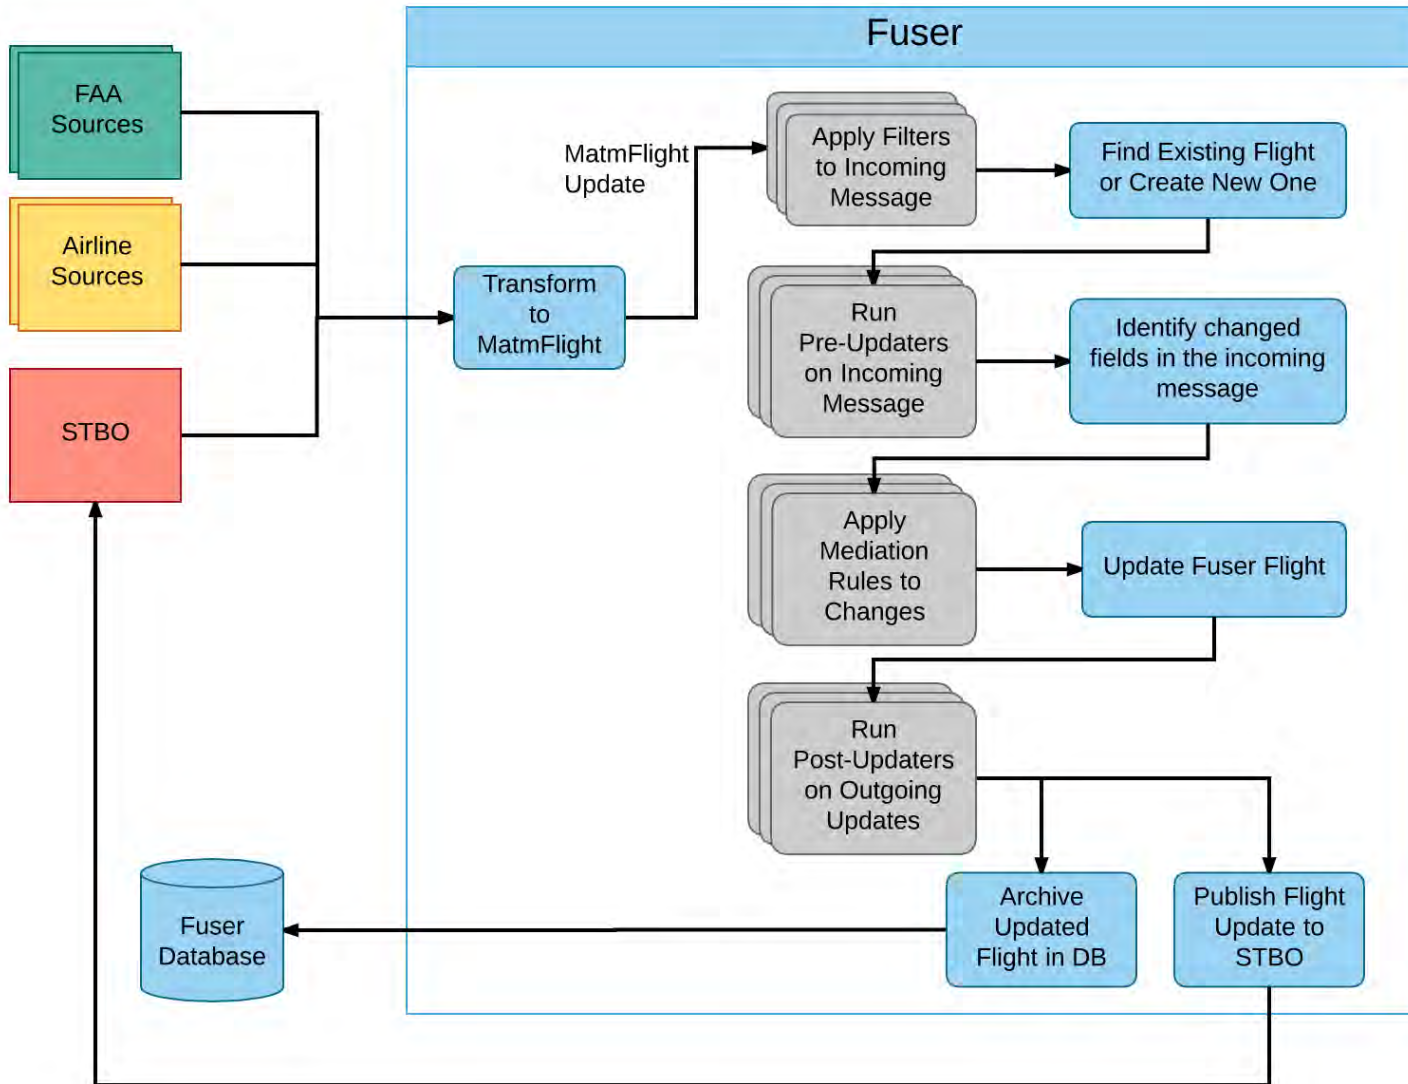 Fuser
FAA
Sources
Airline
Sources
STBO
Transform
to
MatmFlight
MatmFlight
Update
Apply Filters
to Incoming
Message
Find Existing Flight
or Create New One
Run
Pre-Updaters
on Incoming
Message
Identify changed
fields in the incoming
message
Apply
Mediation
Rules to
Changes
Update Fuser Flight
Run
Post-Updaters
on Outgoing
Updates
Archive
Updated
Flight in DB
Publish Flight
Update to
STBO
Fuser
Database